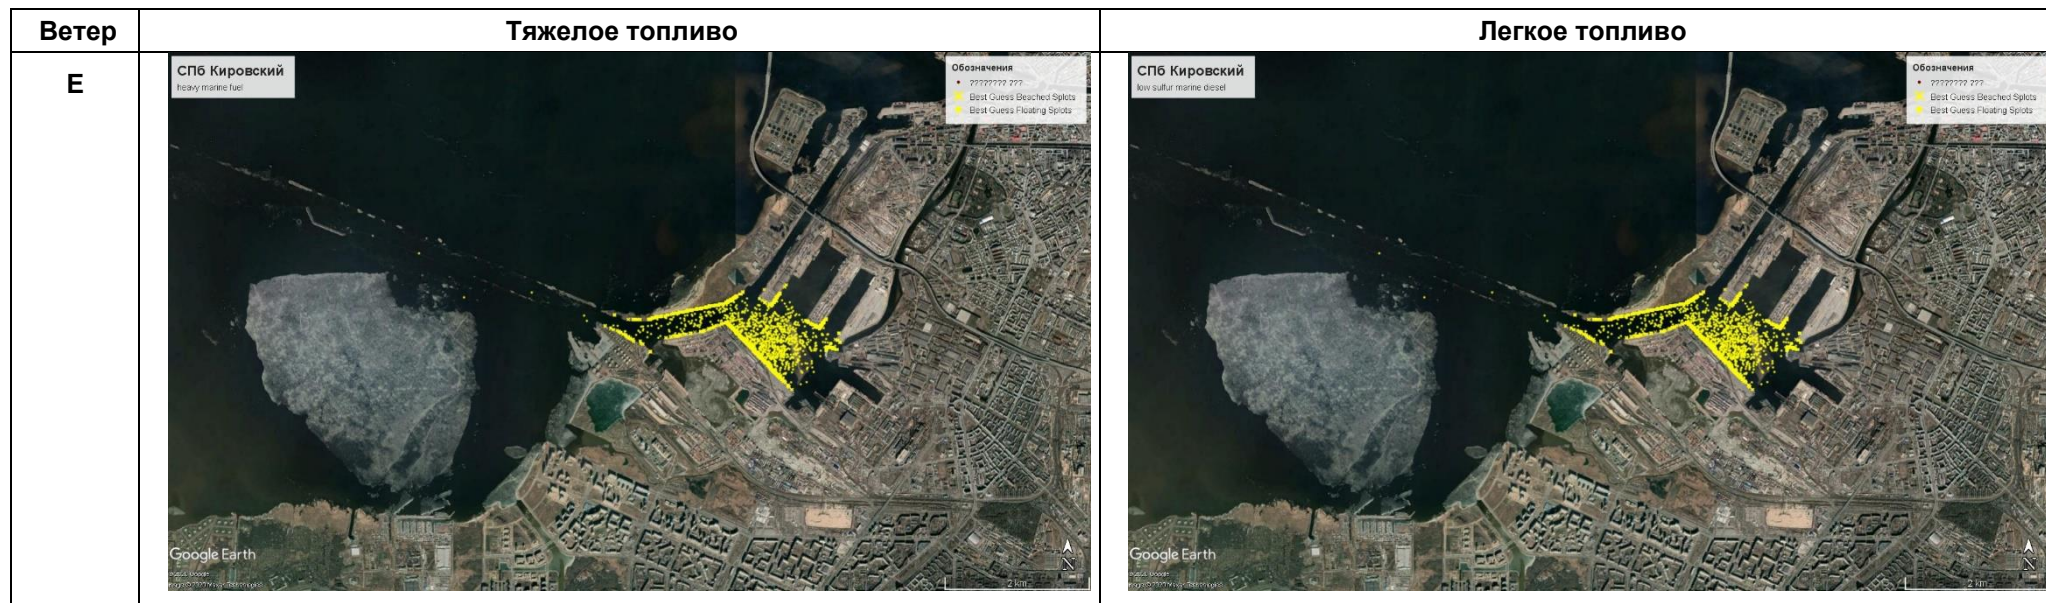 Ветер
Тяжелое топливо
Легкое топливо
E
СПб Кировский
heavy marine fuel
Обозначения
???????? ???
Best Guess Beached Splots
Best Guess Floating Splots
Google Earth
2 km
N
СПб Кировский
low sulfur marine diesel
Обозначения
???????? ???
Best Guess Beached Splots
Best Guess Floating Splots
Google Earth
2 km
N